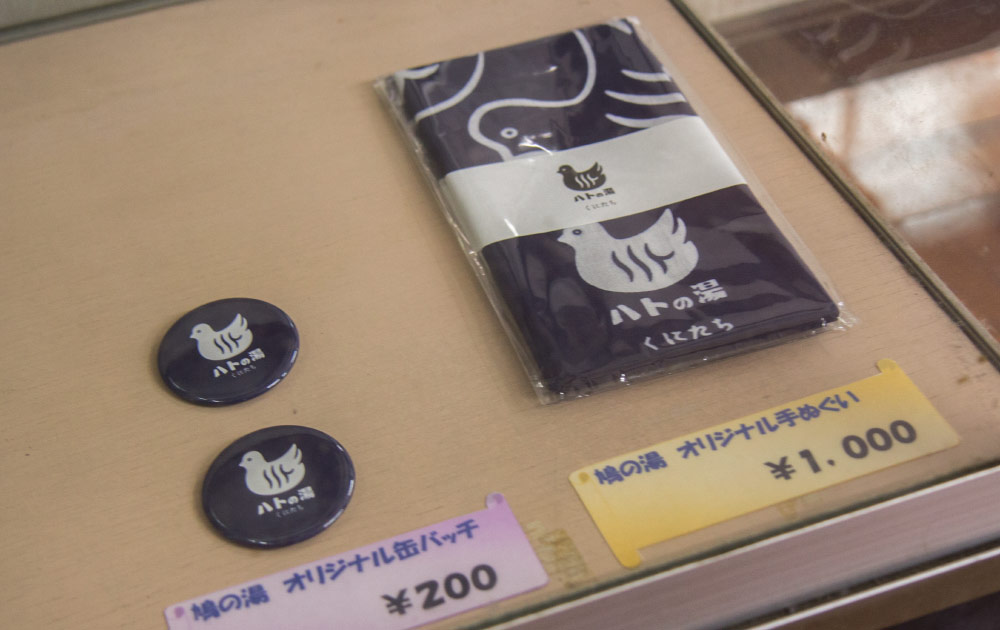 ハトの湯
くにたち
ハトの湯
くにたち
ハトの湯
くにたち
ハトの湯
くにたち
鳩の湯 オリジナル手ぬぐい
¥1.000
鳩の湯 オリジナル缶バッチ
¥200